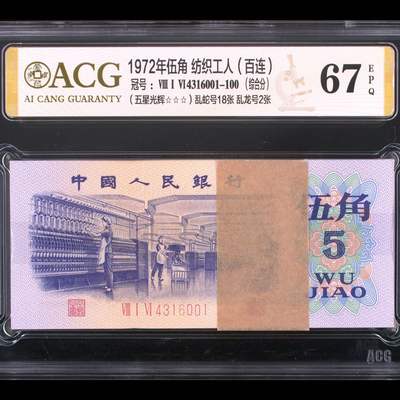 ACG
AI CANG GUARANTY
1972年伍角 纺织工人（百连）
冠号：Ⅷ Ⅰ Ⅵ4316001-100（综合分）
（五星光辉☆☆☆）乱蛇号18张 乱龙号2张
67
EPQ
中國人民銀行
伍角
5
WU
JIAO
Ⅷ Ⅰ Ⅵ 4316001
ACG